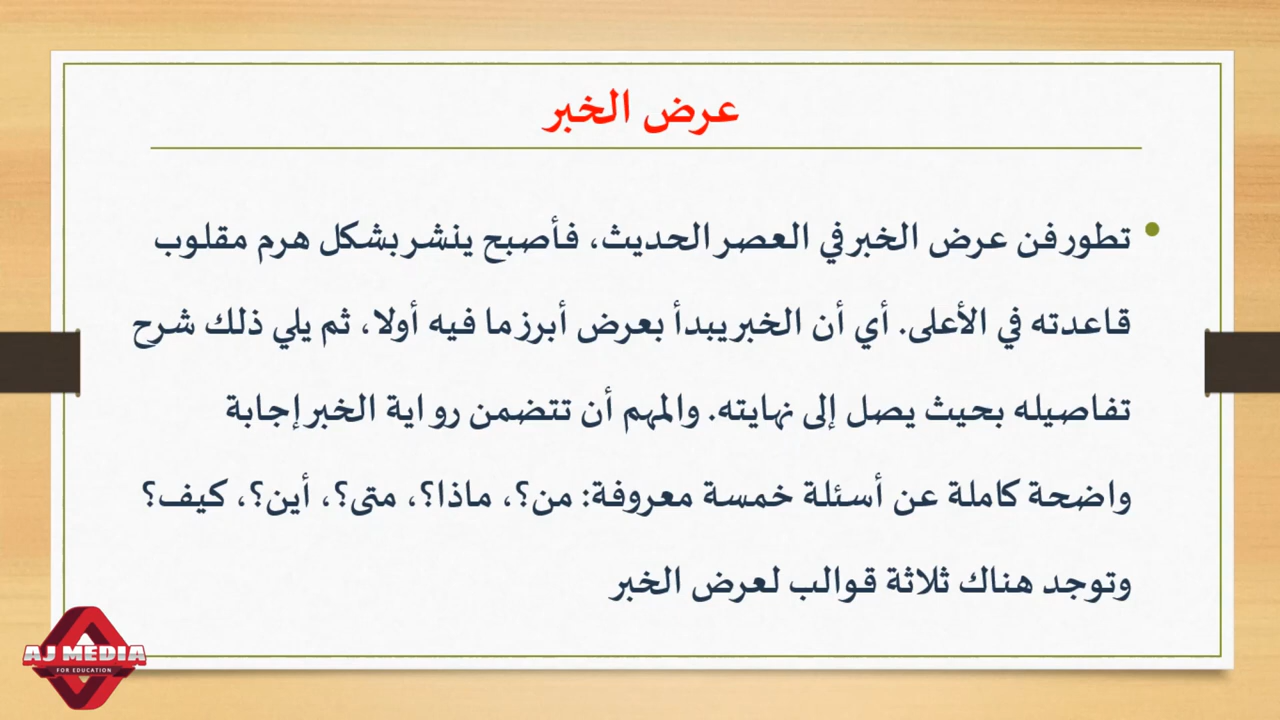 عرض الخبر
• تطور فن عرض الخبر في العصر الحديث، فأصبح ينشر بشكل هرم مقلوب
قاعدته في الأعلى. أي أن الخبر يبدأ بعرض أبرز ما فيه أولا، ثم يلي ذلك شرح
تفاصيله بحيث يصل إلى نهايته. والمهم أن تتضمن رواية الخبر إجابة
واضحة كاملة عن أسئلة خمسة معروفة: من؟، ماذا؟، متى؟، أين؟، كيف؟
وتوجد هناك ثلاثة قوالب لعرض الخبر
AJ MEDIA
FOR EDUCATION